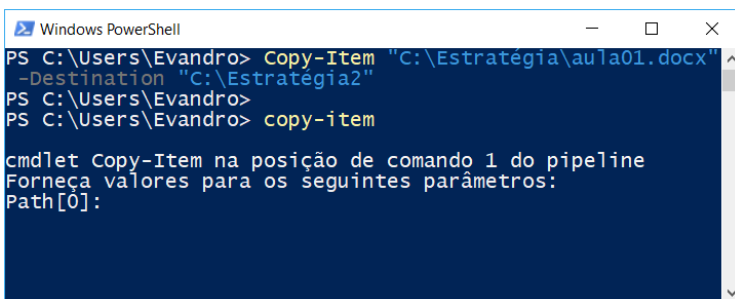 Windows PowerShell
PS C:\Users\Evandro> Copy-Item "C:\Estratégia\aula01.docx"
-Destination "C:\Estratégia2"
PS C:\Users\Evandro>
PS C:\Users\Evandro> copy-item
cmdlet Copy-Item na posição de comando 1 do pipeline
Forneça valores para os seguintes parâmetros:
Path[0]: